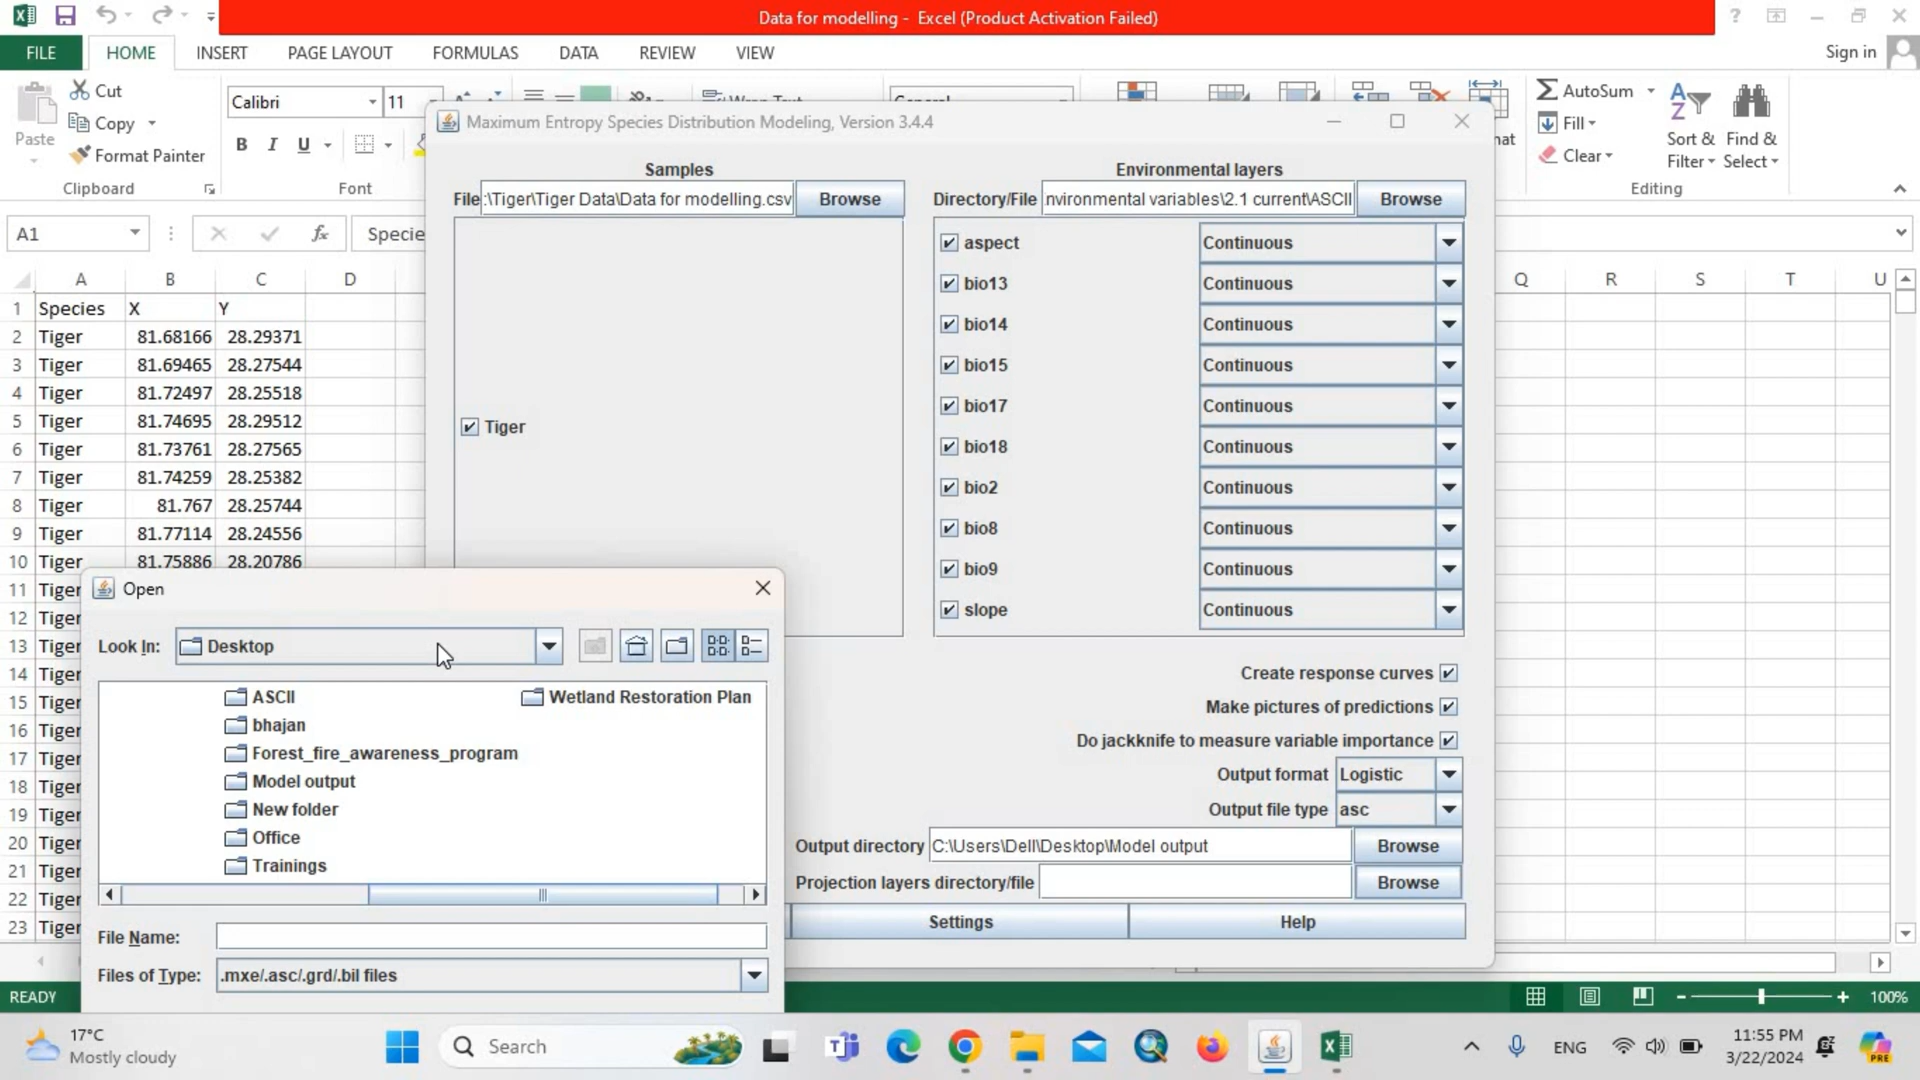 Data for modelling - Excel (Product Activation Failed)
FILE HOME INSERT PAGE LAYOUT FORMULAS DATA REVIEW VIEW Sign in
Paste
Cut
Copy
Format Painter
Clipboard
Calibri 11
B I U
Font
AutoSum
Fill
Clear
Sort & Filter
Find & Select
Editing
A1 fx Specie
A B C D Q R S T U
1 Species X Y
2 Tiger 81.68166 28.29371
3 Tiger 81.69465 28.27544
4 Tiger 81.72497 28.25518
5 Tiger 81.74695 28.29512
6 Tiger 81.73761 28.27565
7 Tiger 81.74259 28.25382
8 Tiger 81.767 28.25744
9 Tiger 81.77114 28.24556
10 Tiger 81.75886 28.20786
11 Tiger
12 Tiger
13 Tiger
14 Tiger
15 Tiger
16 Tiger
17 Tiger
18 Tiger
19 Tiger
20 Tiger
21 Tiger
22 Tiger
23 Tiger
READY
100%
Maximum Entropy Species Distribution Modeling, Version 3.4.4
Samples
File :\Tiger\Tiger Data\Data for modelling.csv Browse
Tiger
Environmental layers
Directory/File nvironmental variables\2.1 current\ASCII Browse
aspect Continuous
bio13 Continuous
bio14 Continuous
bio15 Continuous
bio17 Continuous
bio18 Continuous
bio2 Continuous
bio8 Continuous
bio9 Continuous
slope Continuous
Create response curves
Make pictures of predictions
Do jackknife to measure variable importance
Output format Logistic
Output file type asc
Output directory C:\Users\Dell\Desktop\Model output Browse
Projection layers directory/file Browse
Settings Help
Open
Look In: Desktop
ASCII
bhajan
Forest_fire_awareness_program
Model output
New folder
Office
Trainings
Wetland Restoration Plan
File Name:
Files of Type: .mxe/.asc/.grd/.bil files
17°C
Mostly cloudy
Search
ENG
11:55 PM
3/22/2024
PRE